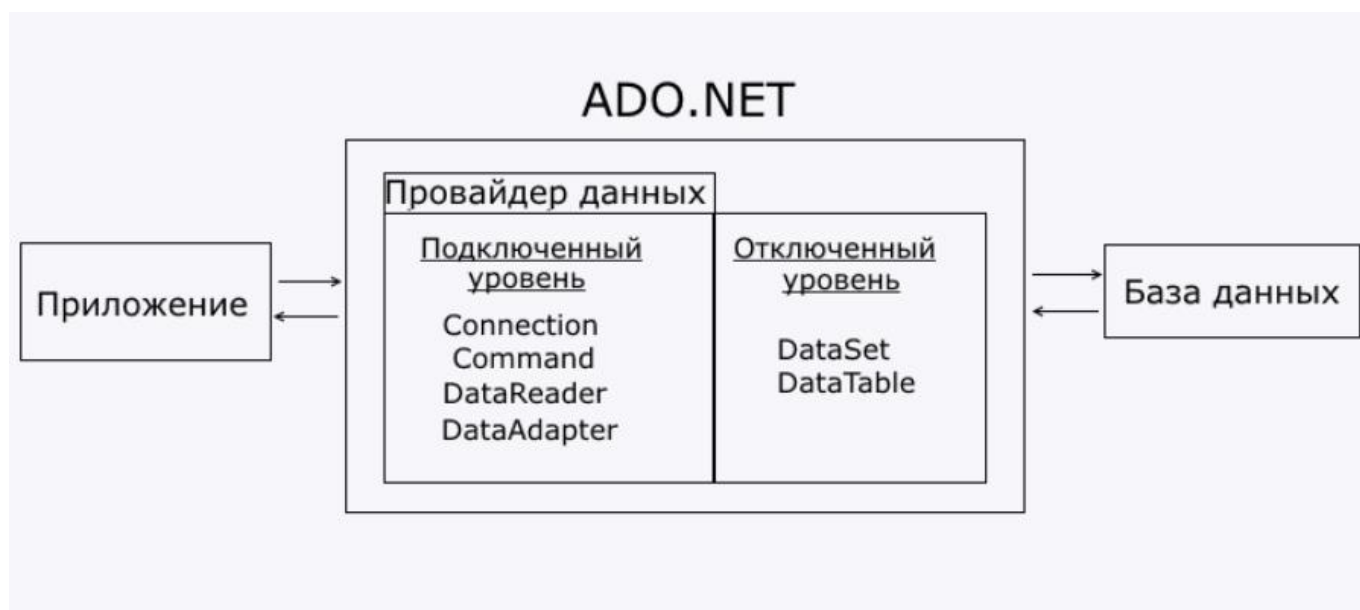 ADO.NET
Приложение
Провайдер данных
Подключенный
уровень
Connection
Command
DataReader
DataAdapter
Отключенный
уровень
DataSet
DataTable
База данных